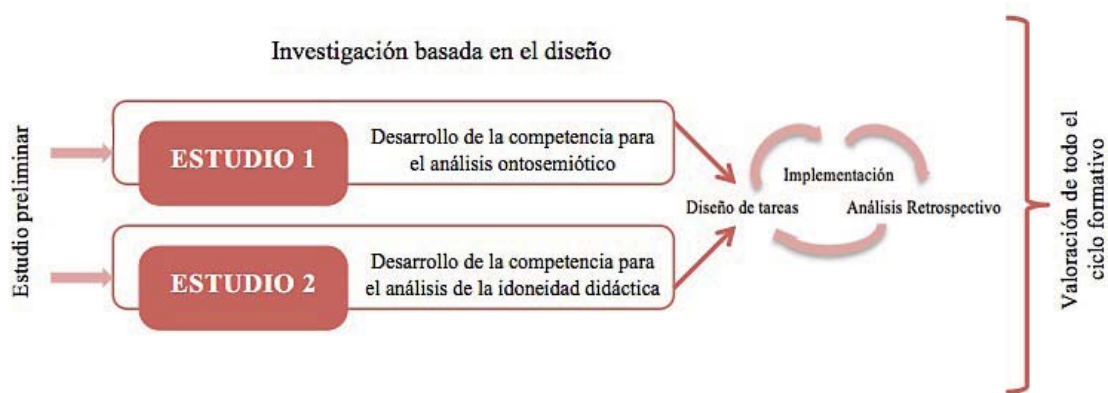 Investigación basada en el diseño
Estudio preliminar
ESTUDIO 1
Desarrollo de la competencia para
el análisis ontosemiótico
ESTUDIO 2
Desarrollo de la competencia para
el análisis de la idoneidad didáctica
Implementación
Diseño de tareas
Análisis Retrospectivo
Valoración de todo el
ciclo formativo